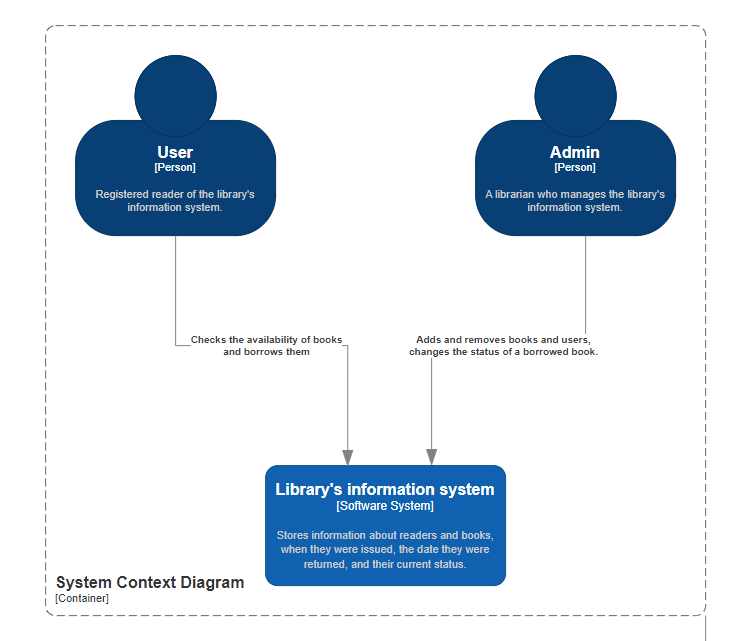 User
[Person]
Registered reader of the library's
information system.
Admin
[Person]
A librarian who manages the library's
information system.
Checks the availability of books
and borrows them
Adds and removes books and users,
changes the status of a borrowed book.
Library's information system
[Software System]
Stores information about readers and books,
when they were issued, the date they were
returned, and their current status.
System Context Diagram
[Container]